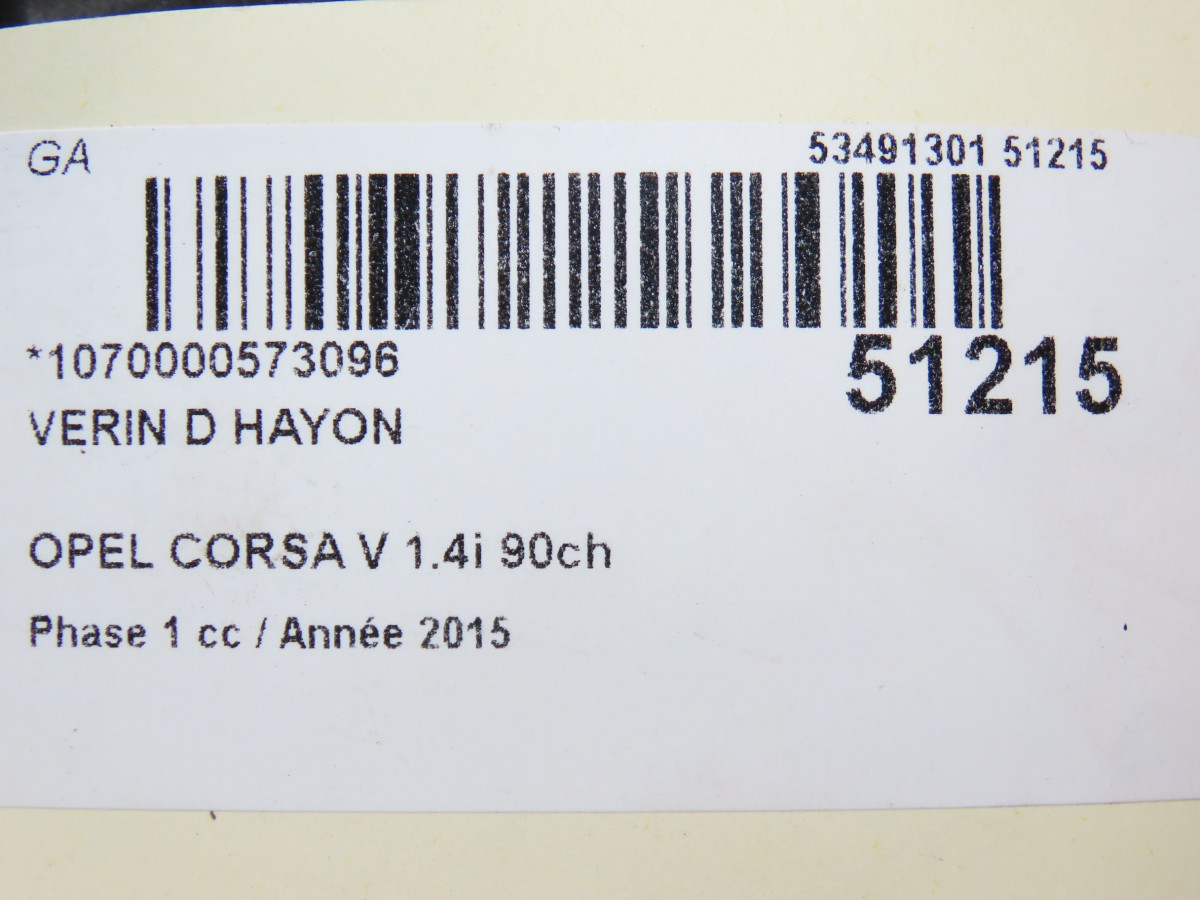 GA
53491301 51215
*1070000573096
51215
VERIN D HAYON
OPEL CORSA V 1.4i 90ch
Phase 1 cc / Année 2015